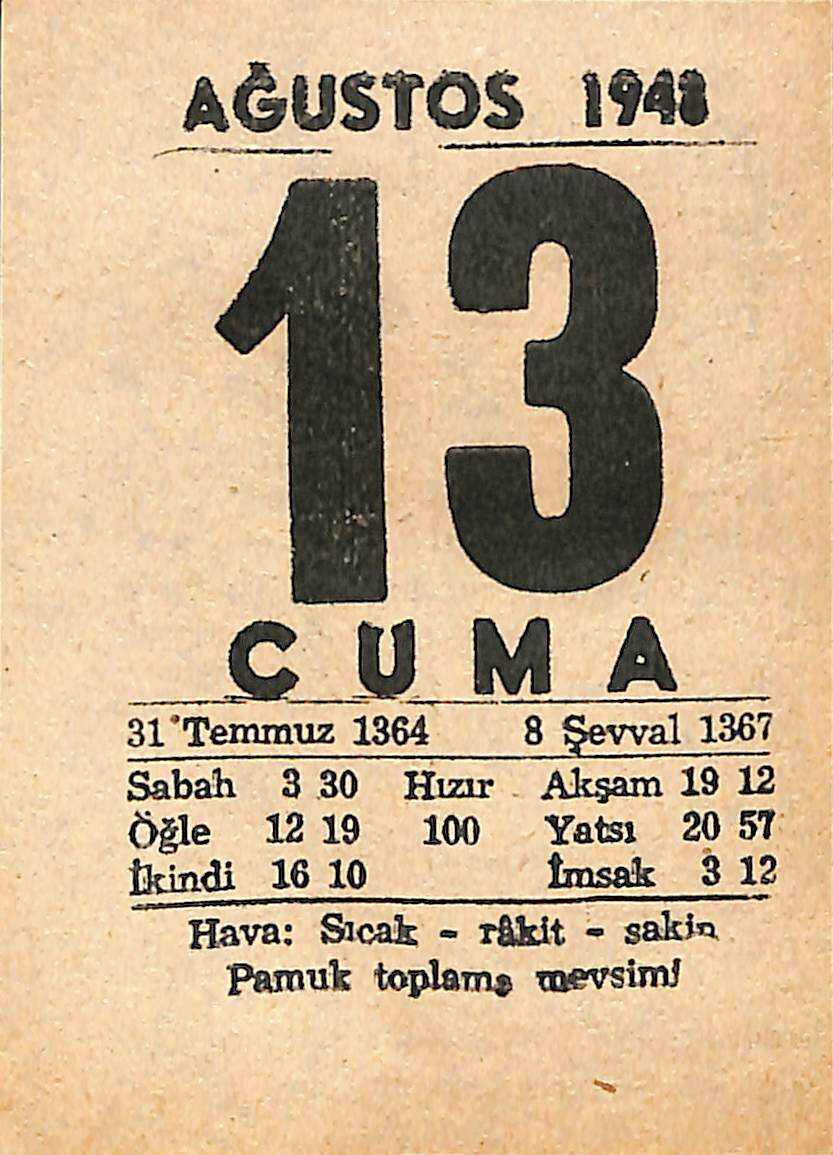 AĞUSTOS 1948
13
CUMA
31 Temmuz 1364 8 Şevval 1367
Sabah 3 30 Hızır Akşam 19 12
Öğle 12 19 100 Yatsı 20 57
İkindi 16 10 İmsak 3 12
Hava: Sıcak - râkit - sakin
Pamuk toplama mevsimi